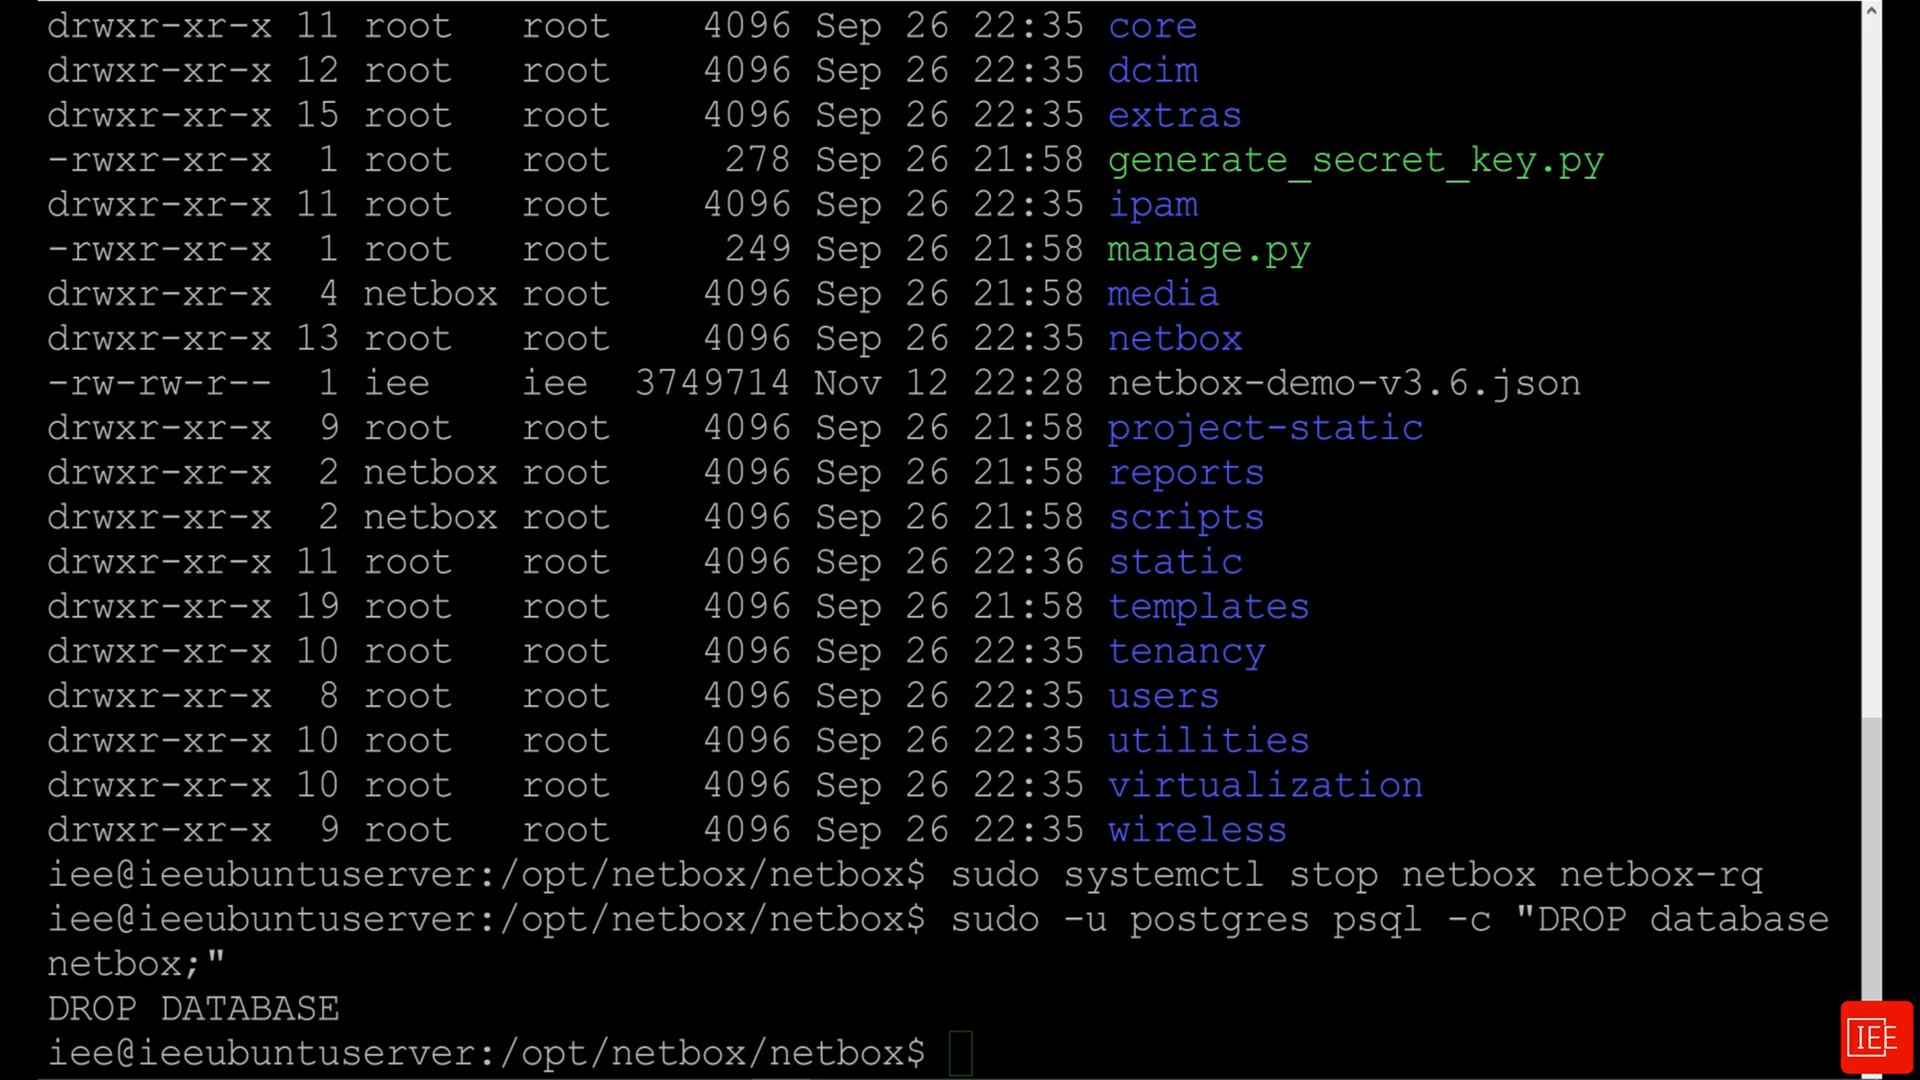 drwxr-xr-x 11 root   root      4096 Sep 26 22:35 core
drwxr-xr-x 12 root   root      4096 Sep 26 22:35 dcim
drwxr-xr-x 15 root   root      4096 Sep 26 22:35 extras
-rwxr-xr-x  1 root   root       278 Sep 26 21:58 generate_secret_key.py
drwxr-xr-x 11 root   root      4096 Sep 26 22:35 ipam
-rwxr-xr-x  1 root   root       249 Sep 26 21:58 manage.py
drwxr-xr-x  4 netbox root      4096 Sep 26 21:58 media
drwxr-xr-x 13 root   root      4096 Sep 26 22:35 netbox
-rw-rw-r--  1 iee    iee    3749714 Nov 12 22:28 netbox-demo-v3.6.json
drwxr-xr-x  9 root   root      4096 Sep 26 21:58 project-static
drwxr-xr-x  2 netbox root      4096 Sep 26 21:58 reports
drwxr-xr-x  2 netbox root      4096 Sep 26 21:58 scripts
drwxr-xr-x 11 root   root      4096 Sep 26 22:36 static
drwxr-xr-x 19 root   root      4096 Sep 26 21:58 templates
drwxr-xr-x 10 root   root      4096 Sep 26 22:35 tenancy
drwxr-xr-x  8 root   root      4096 Sep 26 22:35 users
drwxr-xr-x 10 root   root      4096 Sep 26 22:35 utilities
drwxr-xr-x 10 root   root      4096 Sep 26 22:35 virtualization
drwxr-xr-x  9 root   root      4096 Sep 26 22:35 wireless
iee@ieeubuntuserver:/opt/netbox/netbox$ sudo systemctl stop netbox netbox-rq
iee@ieeubuntuserver:/opt/netbox/netbox$ sudo -u postgres psql -c "DROP database
netbox;"
DROP DATABASE
iee@ieeubuntuserver:/opt/netbox/netbox$
IEE